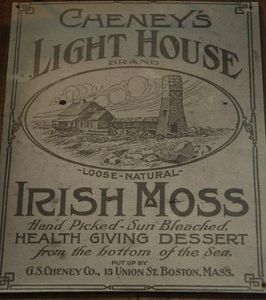 CHENEY'S
LIGHT HOUSE
BRAND
-LOOSE-NATURAL-
IRISH MOSS
Hand Picked-Sun Bleached,
HEALTH GIVING DESSERT
from the bottom of the Sea.
PUT UP BY
G.S. CHENEY CO., 15 UNION ST. BOSTON, MASS.